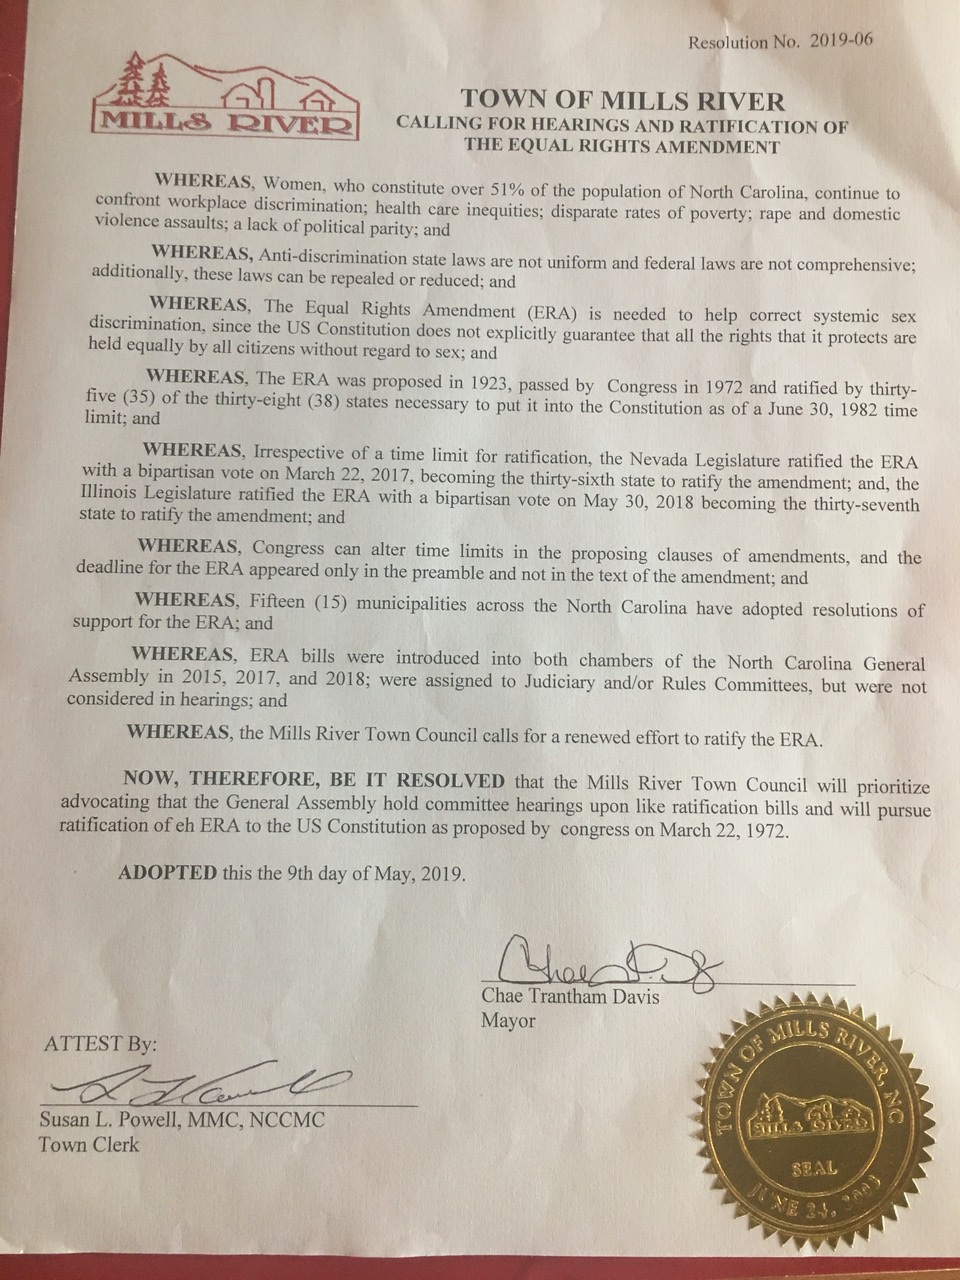 Resolution No. 2019-06
MILLS RIVER
TOWN OF MILLS RIVER
CALLING FOR HEARINGS AND RATIFICATION OF
THE EQUAL RIGHTS AMENDMENT
WHEREAS, Women, who constitute over 51% of the population of North Carolina, continue to
confront workplace discrimination; health care inequities; disparate rates of poverty; rape and domestic
violence assaults; a lack of political parity; and
WHEREAS, Anti-discrimination state laws are not uniform and federal laws are not comprehensive;
additionally, these laws can be repealed or reduced; and
WHEREAS, The Equal Rights Amendment (ERA) is needed to help correct systemic sex
discrimination, since the US Constitution does not explicitly guarantee that all the rights that it protects are
held equally by all citizens without regard to sex; and
WHEREAS, The ERA was proposed in 1923, passed by Congress in 1972 and ratified by thirty-
five (35) of the thirty-eight (38) states necessary to put it into the Constitution as of a June 30, 1982 time
limit; and
WHEREAS, Irrespective of a time limit for ratification, the Nevada Legislature ratified the ERA
with a bipartisan vote on March 22, 2017, becoming the thirty-sixth state to ratify the amendment; and, the
Illinois Legislature ratified the ERA with a bipartisan vote on May 30, 2018 becoming the thirty-seventh
state to ratify the amendment; and
WHEREAS, Congress can alter time limits in the proposing clauses of amendments, and the
deadline for the ERA appeared only in the preamble and not in the text of the amendment; and
WHEREAS, Fifteen (15) municipalities across the North Carolina have adopted resolutions of
support for the ERA; and
WHEREAS, ERA bills were introduced into both chambers of the North Carolina General
Assembly in 2015, 2017, and 2018; were assigned to Judiciary and/or Rules Committees, but were not
considered in hearings; and
WHEREAS, the Mills River Town Council calls for a renewed effort to ratify the ERA.
NOW, THEREFORE, BE IT RESOLVED that the Mills River Town Council will prioritize
advocating that the General Assembly hold committee hearings upon like ratification bills and will pursue
ratification of eh ERA to the US Constitution as proposed by congress on March 22, 1972.
ADOPTED this the 9th day of May, 2019.
Chae Trantham Davis
Mayor
ATTEST By:
Susan L. Powell, MMC, NCCMC
Town Clerk
TOWN OF MILLS RIVER, NC
MILLS RIVER
SEAL
JUNE 24, 2003